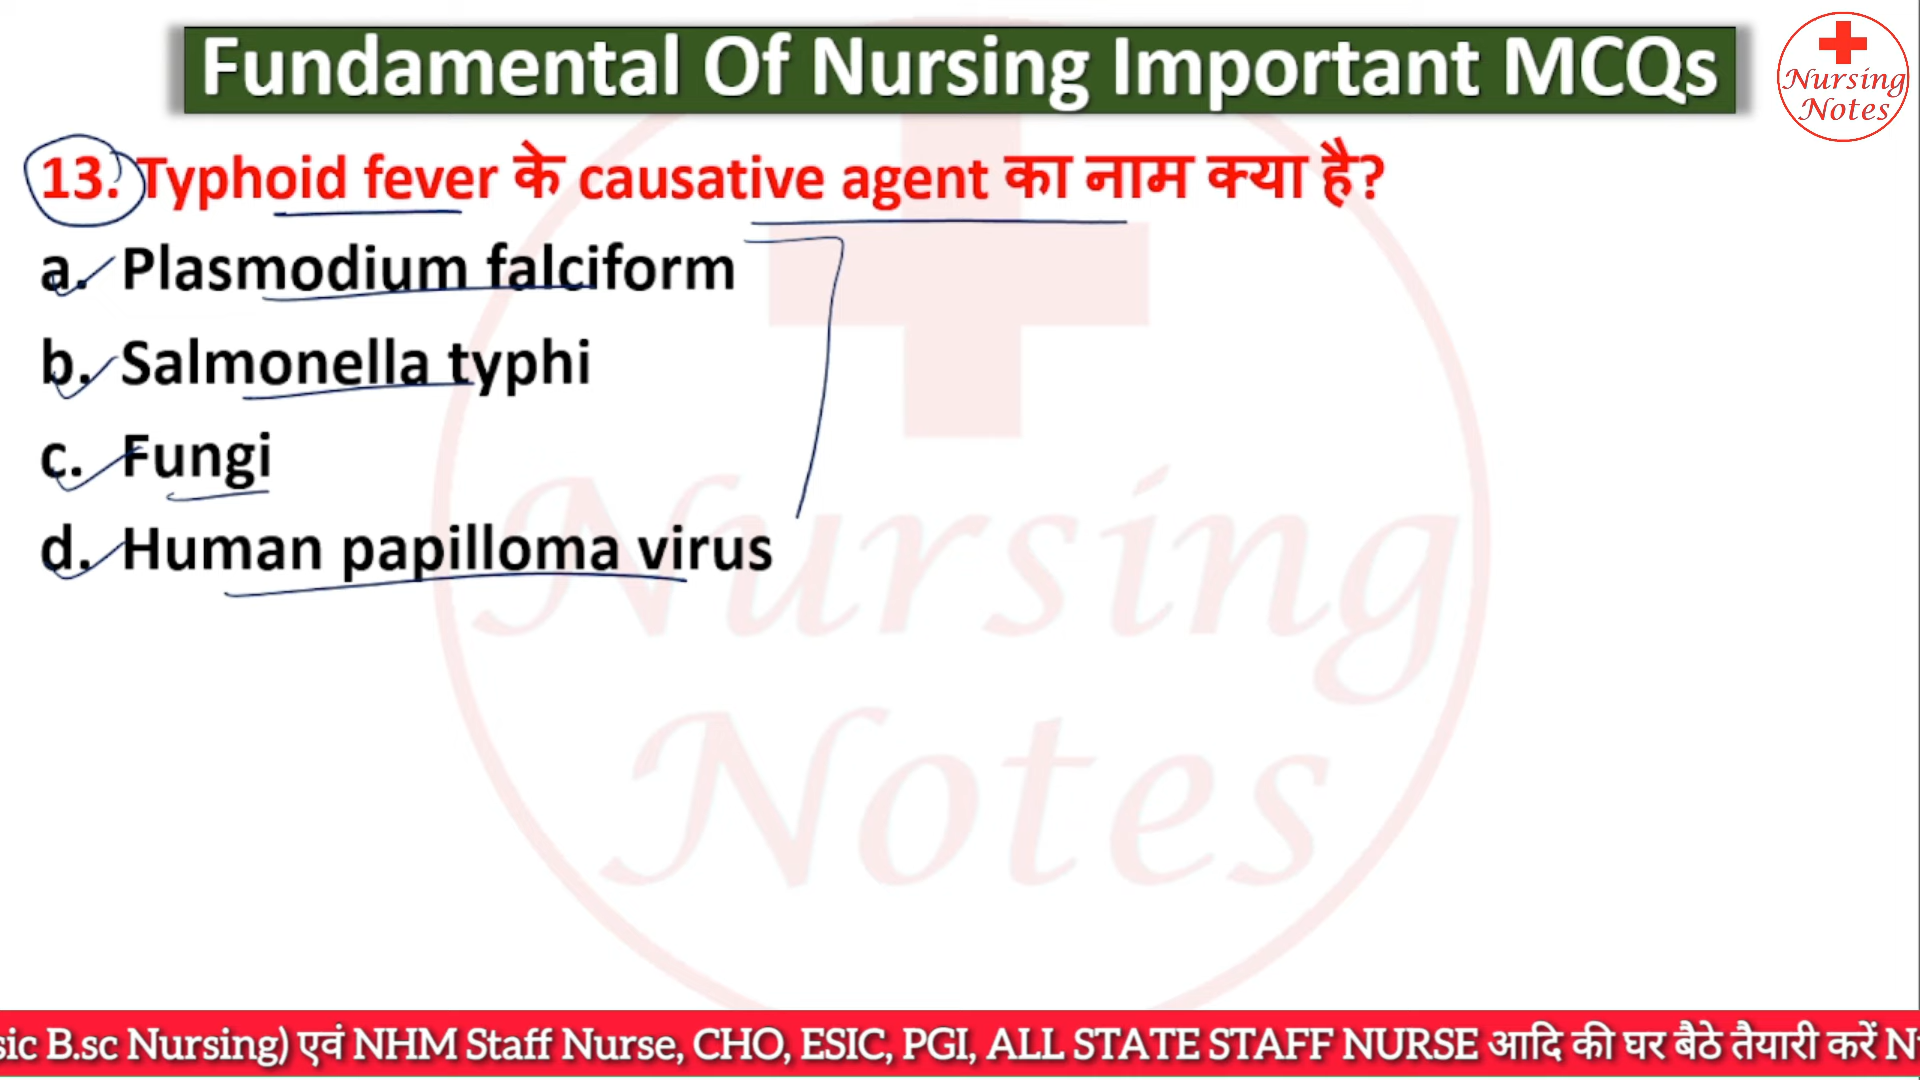 Fundamental Of Nursing Important MCQs
Nursing
Notes
13. Typhoid fever के causative agent का नाम क्या है?
a. Plasmodium falciform
b. Salmonella typhi
c. Fungi
d. Human papilloma virus
Nursing
Notes
sic B.sc Nursing) एवं NHM Staff Nurse, CHO, ESIC, PGI, ALL STATE STAFF NURSE आदि की घर बैठे तैयारी करें N